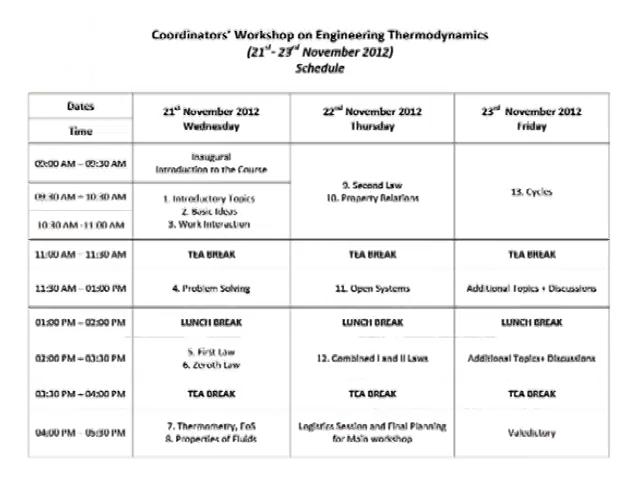 Coordinators' Workshop on Engineering Thermodynamics
(21st- 23rd November 2012)
Schedule
Dates
21st November 2012
22nd November 2012
23rd November 2012
Time
Wednesday
Thursday
Friday
09:00 AM – 09:30 AM
Inaugural
Introduction to the Course
9. Second Law
10. Property Relations
13. Cycles
09:30 AM – 10:30 AM
1. Introductory Topics
2. Basic Ideas
3. Work Interaction
10:30 AM -11:00 AM
11:00 AM – 11:30 AM
TEA BREAK
TEA BREAK
TEA BREAK
11:30 AM – 01:00 PM
4. Problem Solving
11. Open Systems
Additional Topics + Discussions
01:00 PM – 02:00 PM
LUNCH BREAK
LUNCH BREAK
LUNCH BREAK
02:00 PM – 03:30 PM
5. First Law
6. Zeroth Law
12. Combined I and II Laws
Additional Topics+ Discussions
03:30 PM – 04:00 PM
TEA BREAK
TEA BREAK
TEA BREAK
04:00 PM – 05:30 PM
7. Thermometry, EoS
8. Properties of Fluids
Logistics Session and Final Planning
for Main workshop
Valedictory